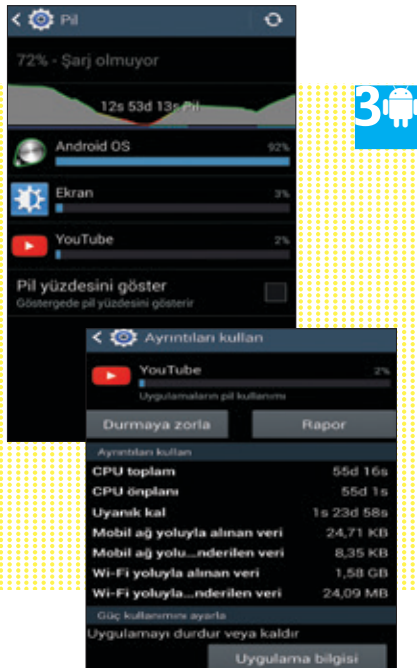 Pil
72% - Şarj olmuyor
12s 53d 13s Pil
3
Android OS 92%
Ekran 3%
YouTube 2%
Pil yüzdesini göster
Göstergede pil yüzdesini gösterir
Ayrıntıları kullan
YouTube 2%
Uygulamaların pil kullanımı
Durmaya zorla Rapor
Ayrıntıları kullan
CPU toplam 55d 16s
CPU önplanı 55d 1s
Uyanık kal 1s 23d 58s
Mobil ağ yoluyla alınan veri 24,71 KB
Mobil ağ yolu...nderilen veri 8,35 KB
Wi-Fi yoluyla alınan veri 1,58 GB
Wi-Fi yoluyla...nderilen veri 24,09 MB
Güç kullanımını ayarla
Uygulamayı durdur veya kaldır
Uygulama bilgisi